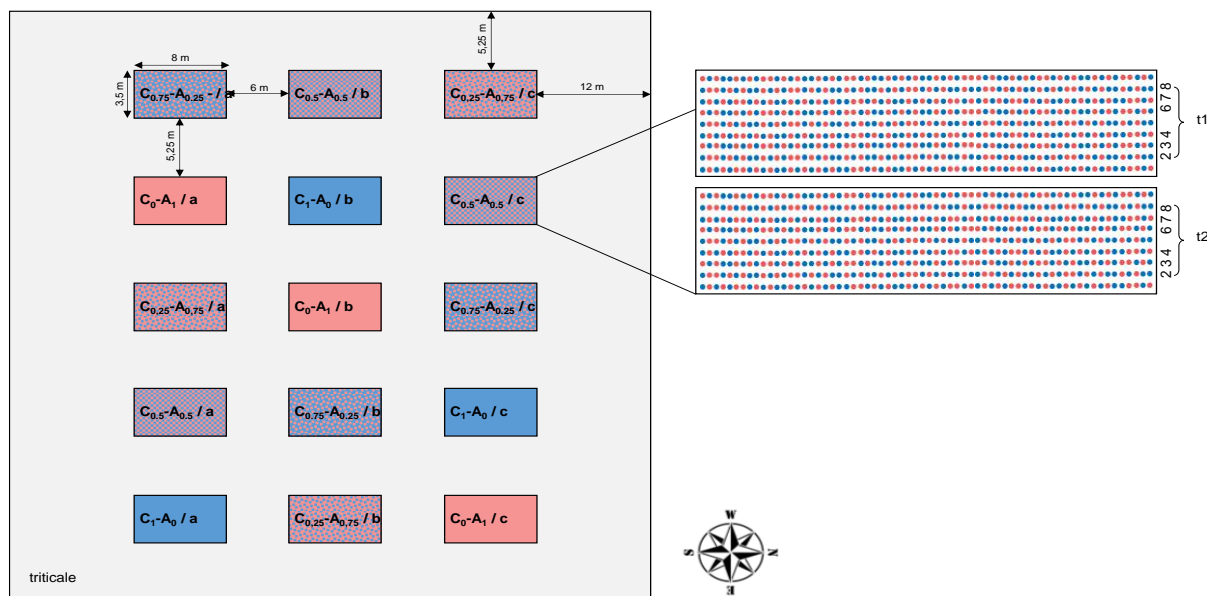 5,25 m
8 m
3,5 m
C0.75-A0.25 - / a
6 m
C0.5-A0.5 / b
C0,25-A0,75 / c
12 m
5,25 m
C0-A1 / a
C1-A0 / b
C0.5-A0.5 / c
C0,25-A0,75 / a
C0-A1 / b
C0.75-A0.25 / c
C0.5-A0.5 / a
C0.75-A0.25 / b
C1-A0 / c
C1-A0 / a
C0,25-A0,75 / b
C0-A1 / c
triticale
2 3 4 6 7 8
t1
2 3 4 6 7 8
t2
W
S
N
E